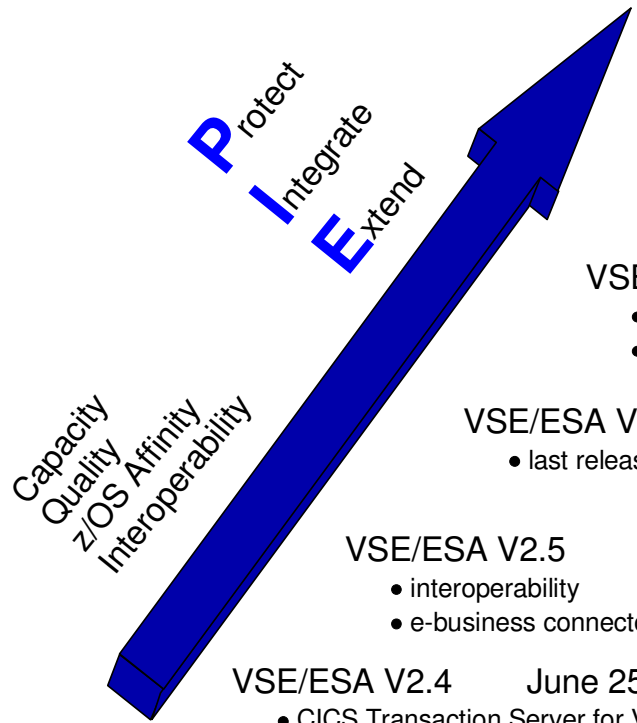 Protect
Integrate
Extend
Capacity
Quality
z/OS Affinity
Interoperability
VSE
VSE/ESA V
• last releas
VSE/ESA V2.5
• interoperability
• e-business connecto
VSE/ESA V2.4 June 25
• CICS Transaction Server for V